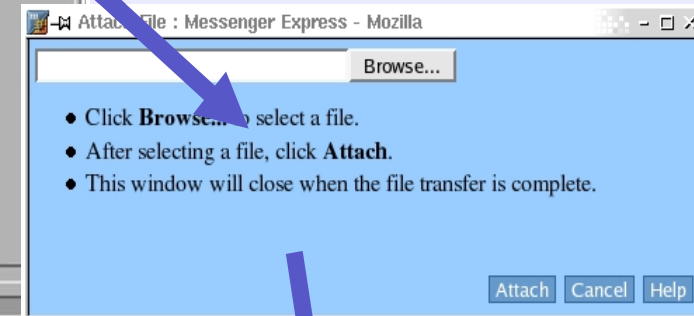 Attach File : Messenger Express - Mozilla
Browse...
Click Browse... to select a file.
After selecting a file, click Attach.
This window will close when the file transfer is complete.
Attach Cancel Help